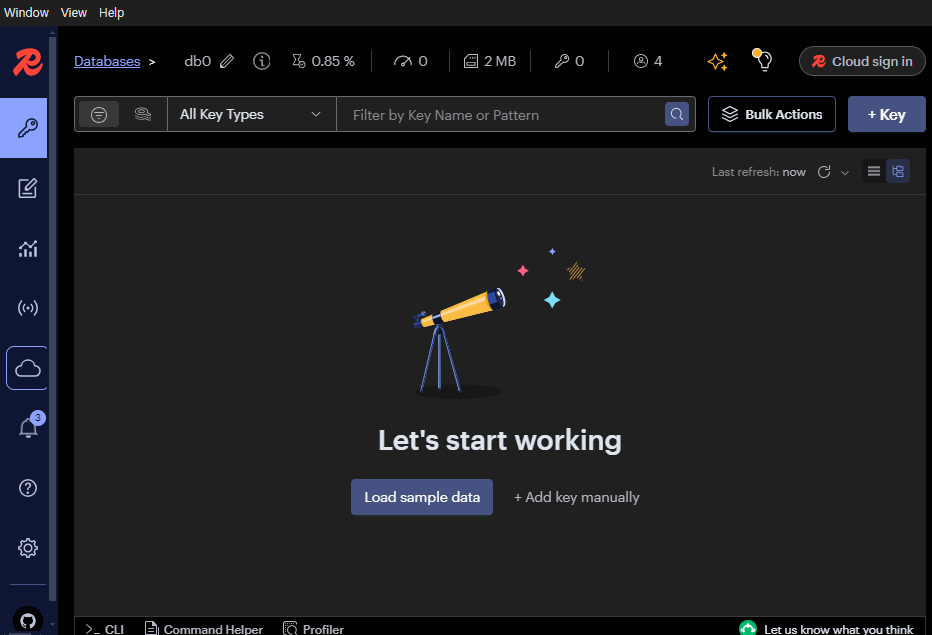 Window View Help
Databases > db0 0.85 % 0 2 MB 0 4 Cloud sign in
All Key Types Filter by Key Name or Pattern Bulk Actions + Key
Last refresh: now
3
Let's start working
Load sample data + Add key manually
>_ CLI Command Helper Profiler Let us know what you think